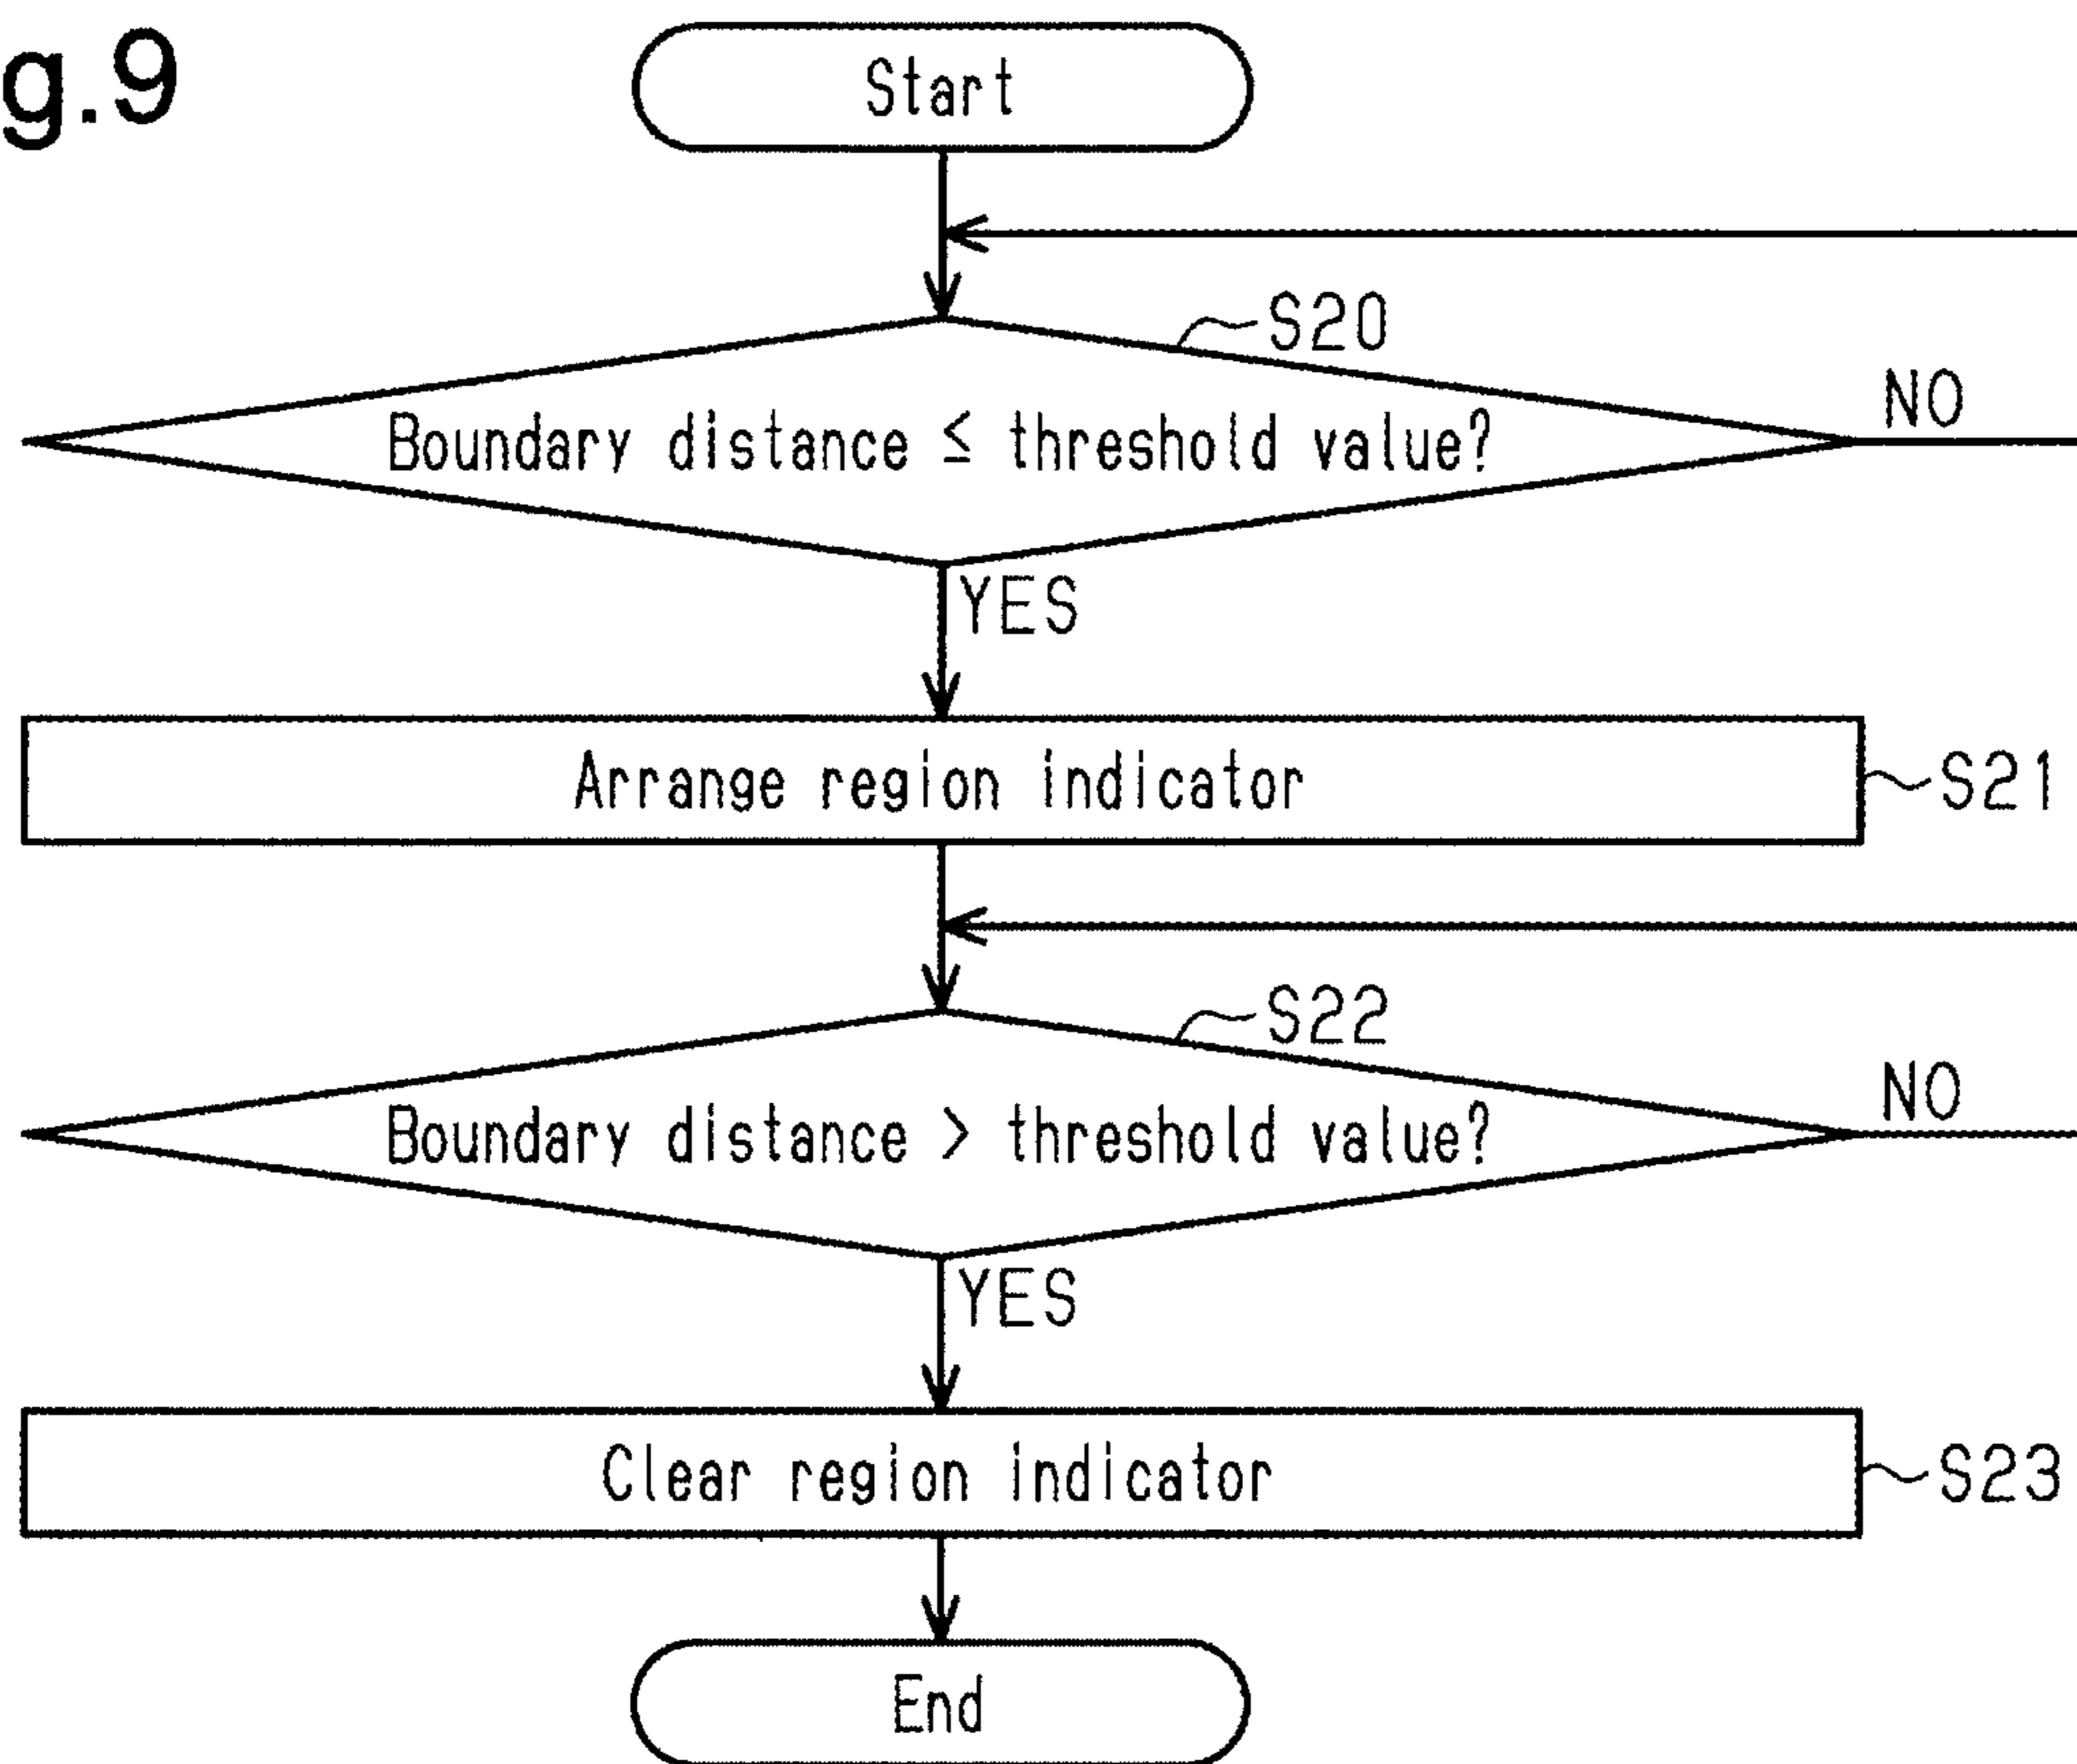 g.9
Start
S20
Boundary distance ≤ threshold value?
NO
YES
Arrange region indicator
S21
S22
Boundary distance > threshold value?
NO
YES
Clear region indicator
S23
End